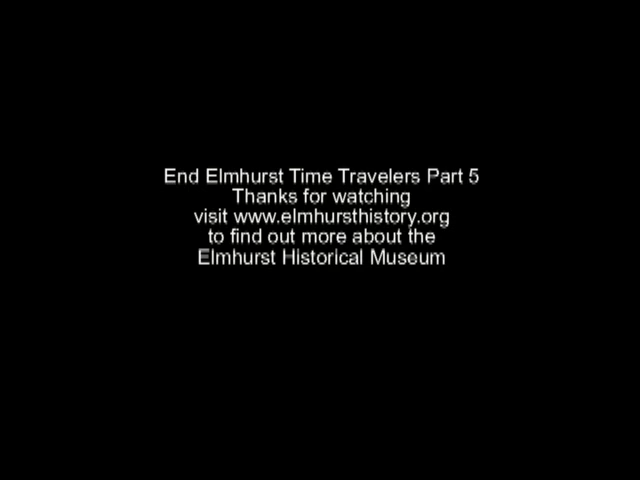 End Elmhurst Time Travelers Part 5
Thanks for watching
visit www.elmhursthistory.org
to find out more about the
Elmhurst Historical Museum